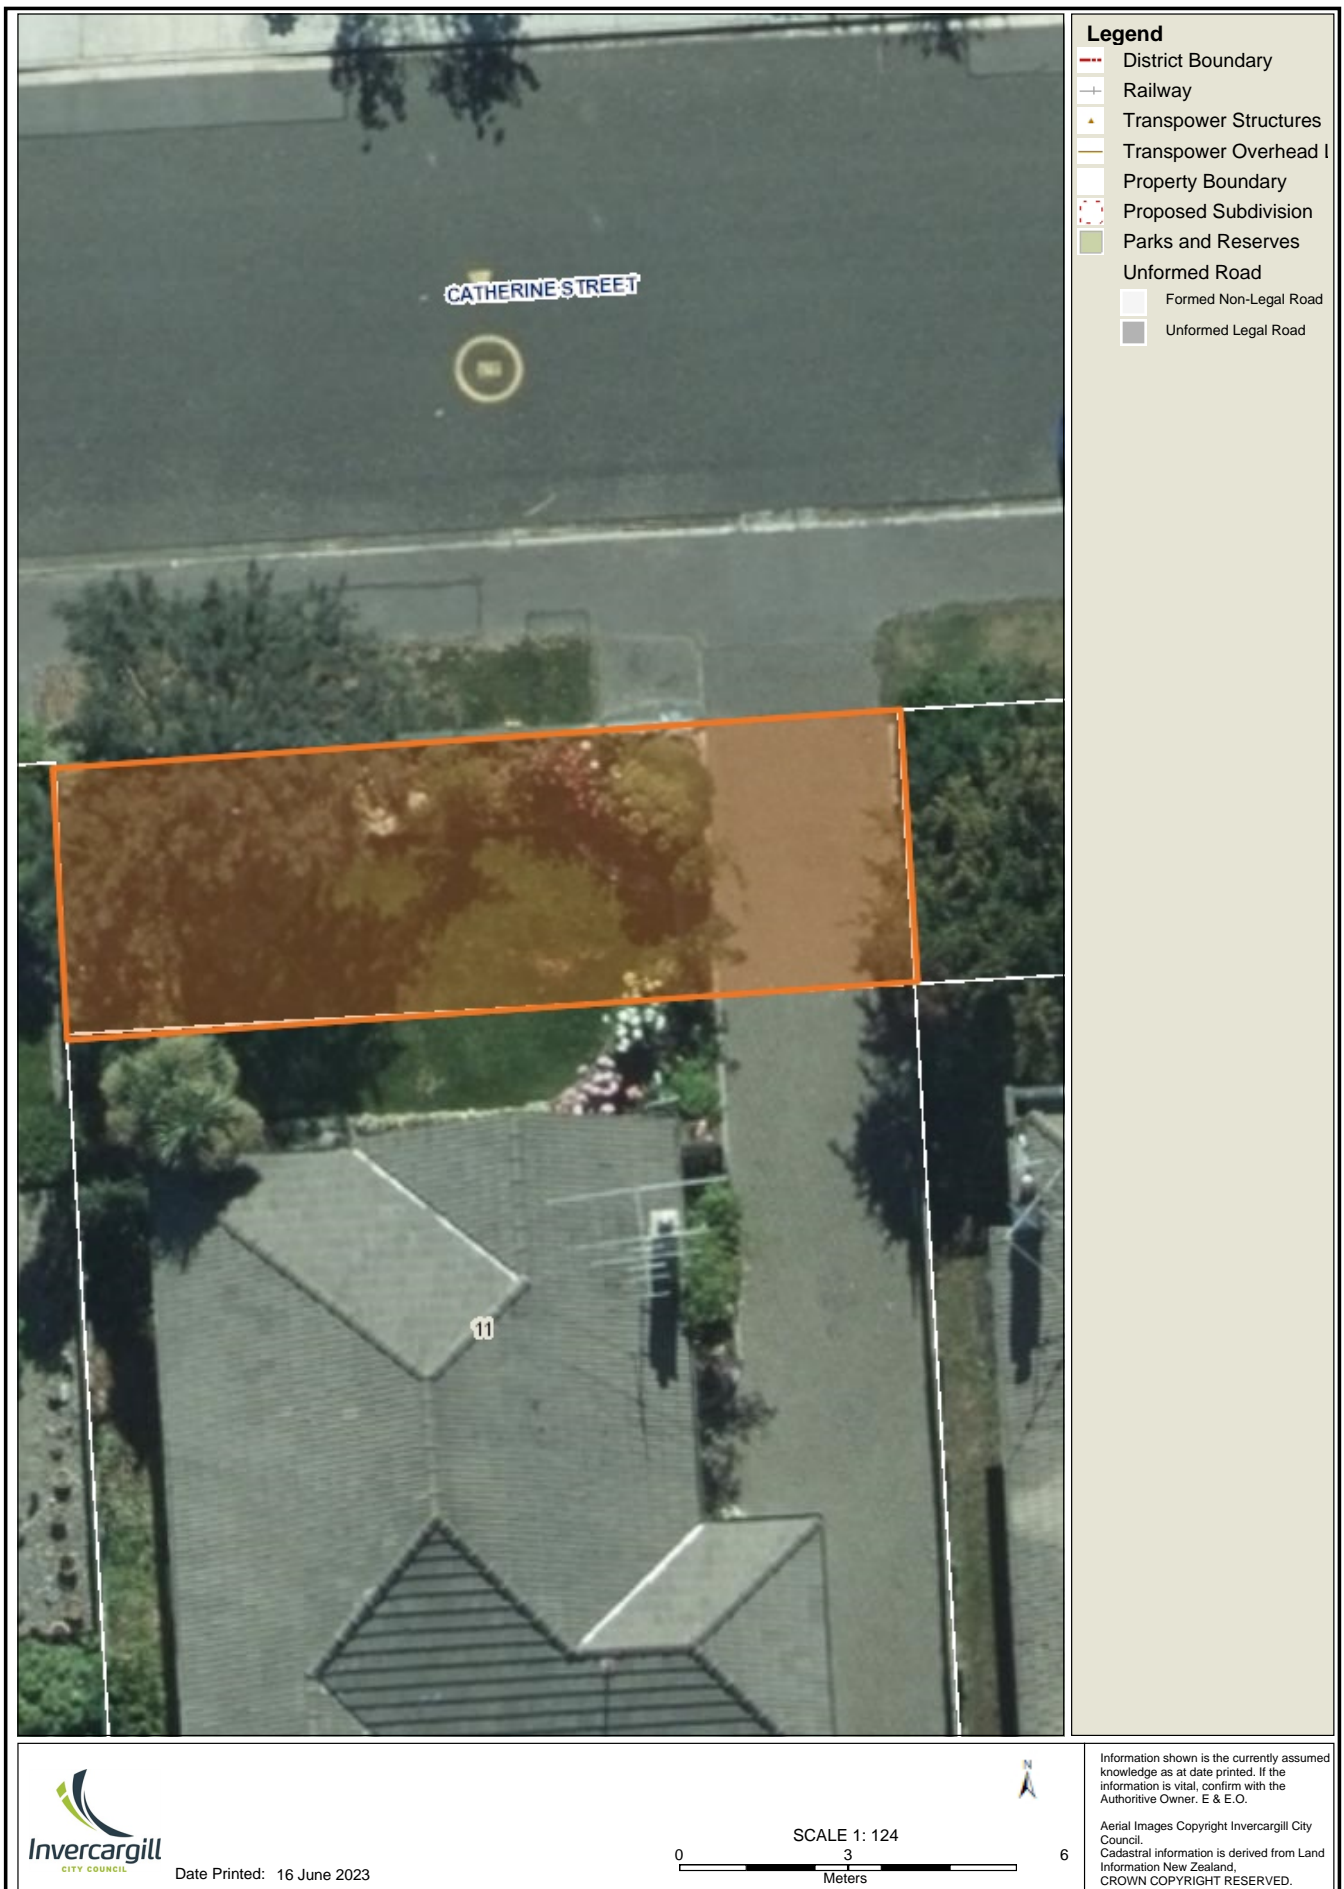 CATHERINE STREET
11
Legend
District Boundary
Railway
Transpower Structures
Transpower Overhead L
Property Boundary
Proposed Subdivision
Parks and Reserves
Unformed Road
Formed Non-Legal Road
Unformed Legal Road
Invercargill
CITY COUNCIL
Date Printed: 16 June 2023
N
SCALE 1: 124
0 3 6
Meters
Information shown is the currently assumed
knowledge as at date printed. If the
information is vital, confirm with the
Authoritive Owner. E & E.O.
Aerial Images Copyright Invercargill City
Council.
Cadastral information is derived from Land
Information New Zealand,
CROWN COPYRIGHT RESERVED.